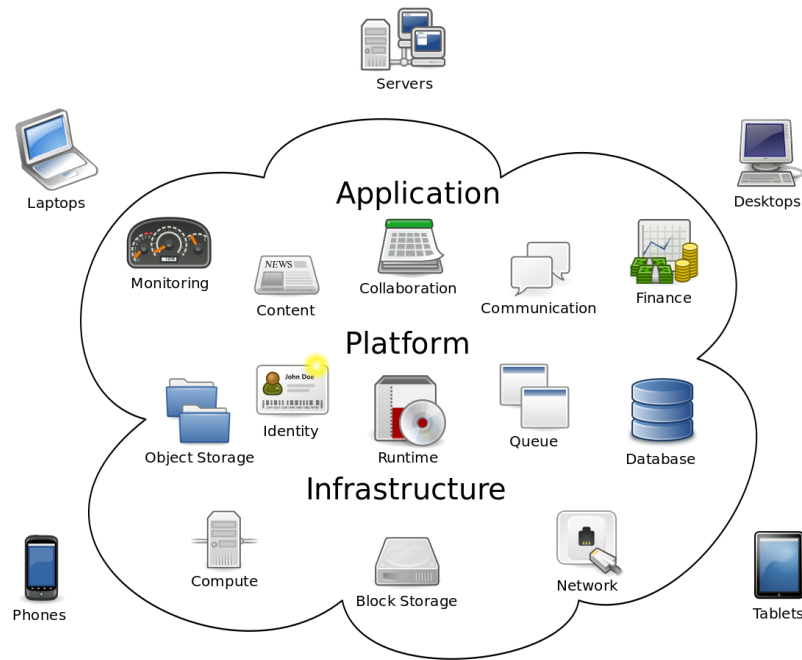 Servers
Laptops
Desktops
Application
Monitoring
NEWS
Content
Collaboration
Communication
Finance
Platform
John Doe
Object Storage
Identity
Runtime
Queue
Database
Infrastructure
Compute
Block Storage
Network
Phones
Tablets